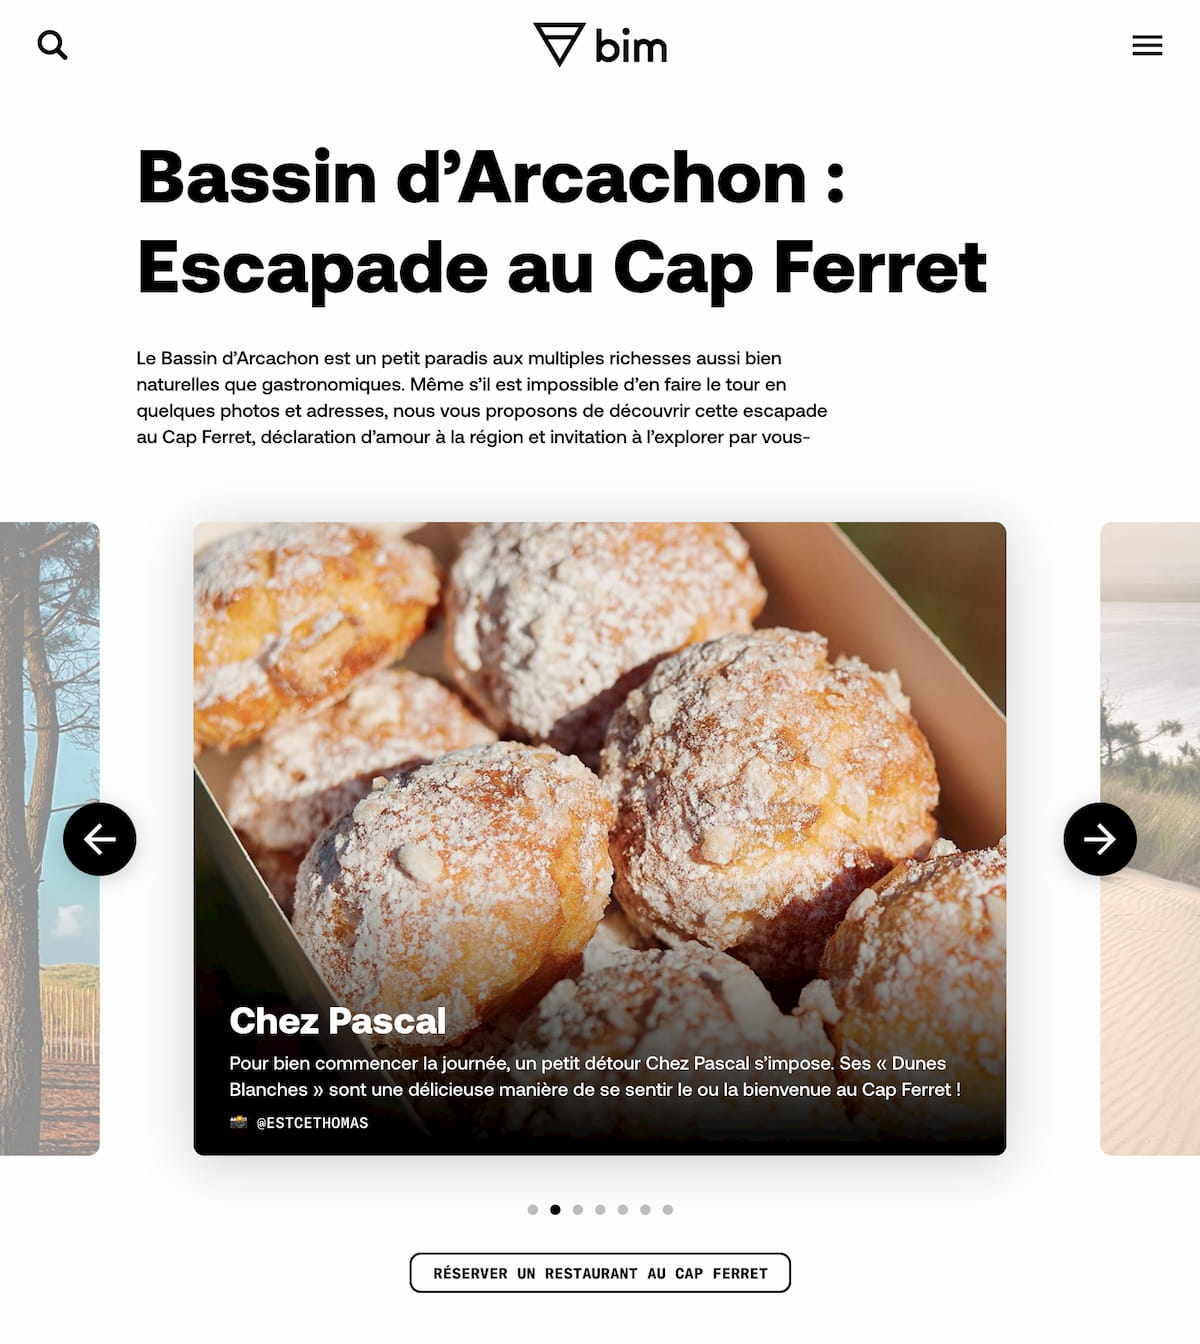 bim
Bassin d’Arcachon :
Escapade au Cap Ferret
Le Bassin d’Arcachon est un petit paradis aux multiples richesses aussi bien
naturelles que gastronomiques. Même s’il est impossible d’en faire le tour en
quelques photos et adresses, nous vous proposons de découvrir cette escapade
au Cap Ferret, déclaration d’amour à la région et invitation à l’explorer par vous-
Chez Pascal
Pour bien commencer la journée, un petit détour Chez Pascal s’impose. Ses « Dunes
Blanches » sont une délicieuse manière de se sentir le ou la bienvenue au Cap Ferret !
📸 @ESTCETHOMAS
RÉSERVER UN RESTAURANT AU CAP FERRET